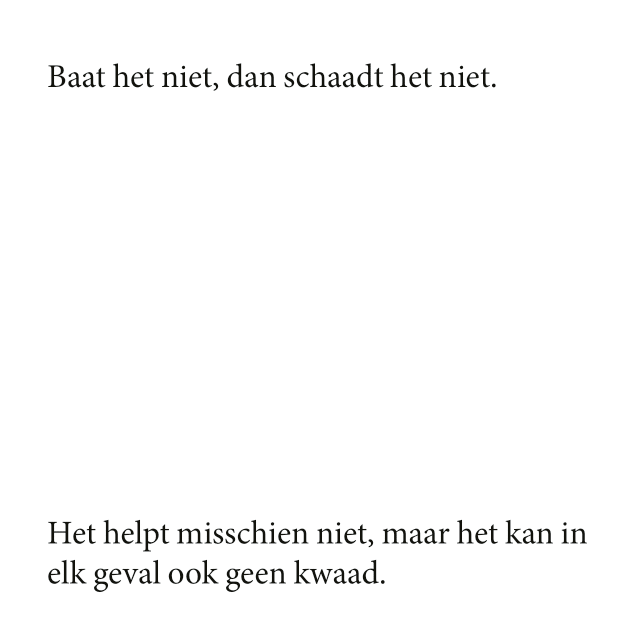 Baat het niet, dan schaadt het niet.
Het helpt misschien niet, maar het kan in
elk geval ook geen kwaad.